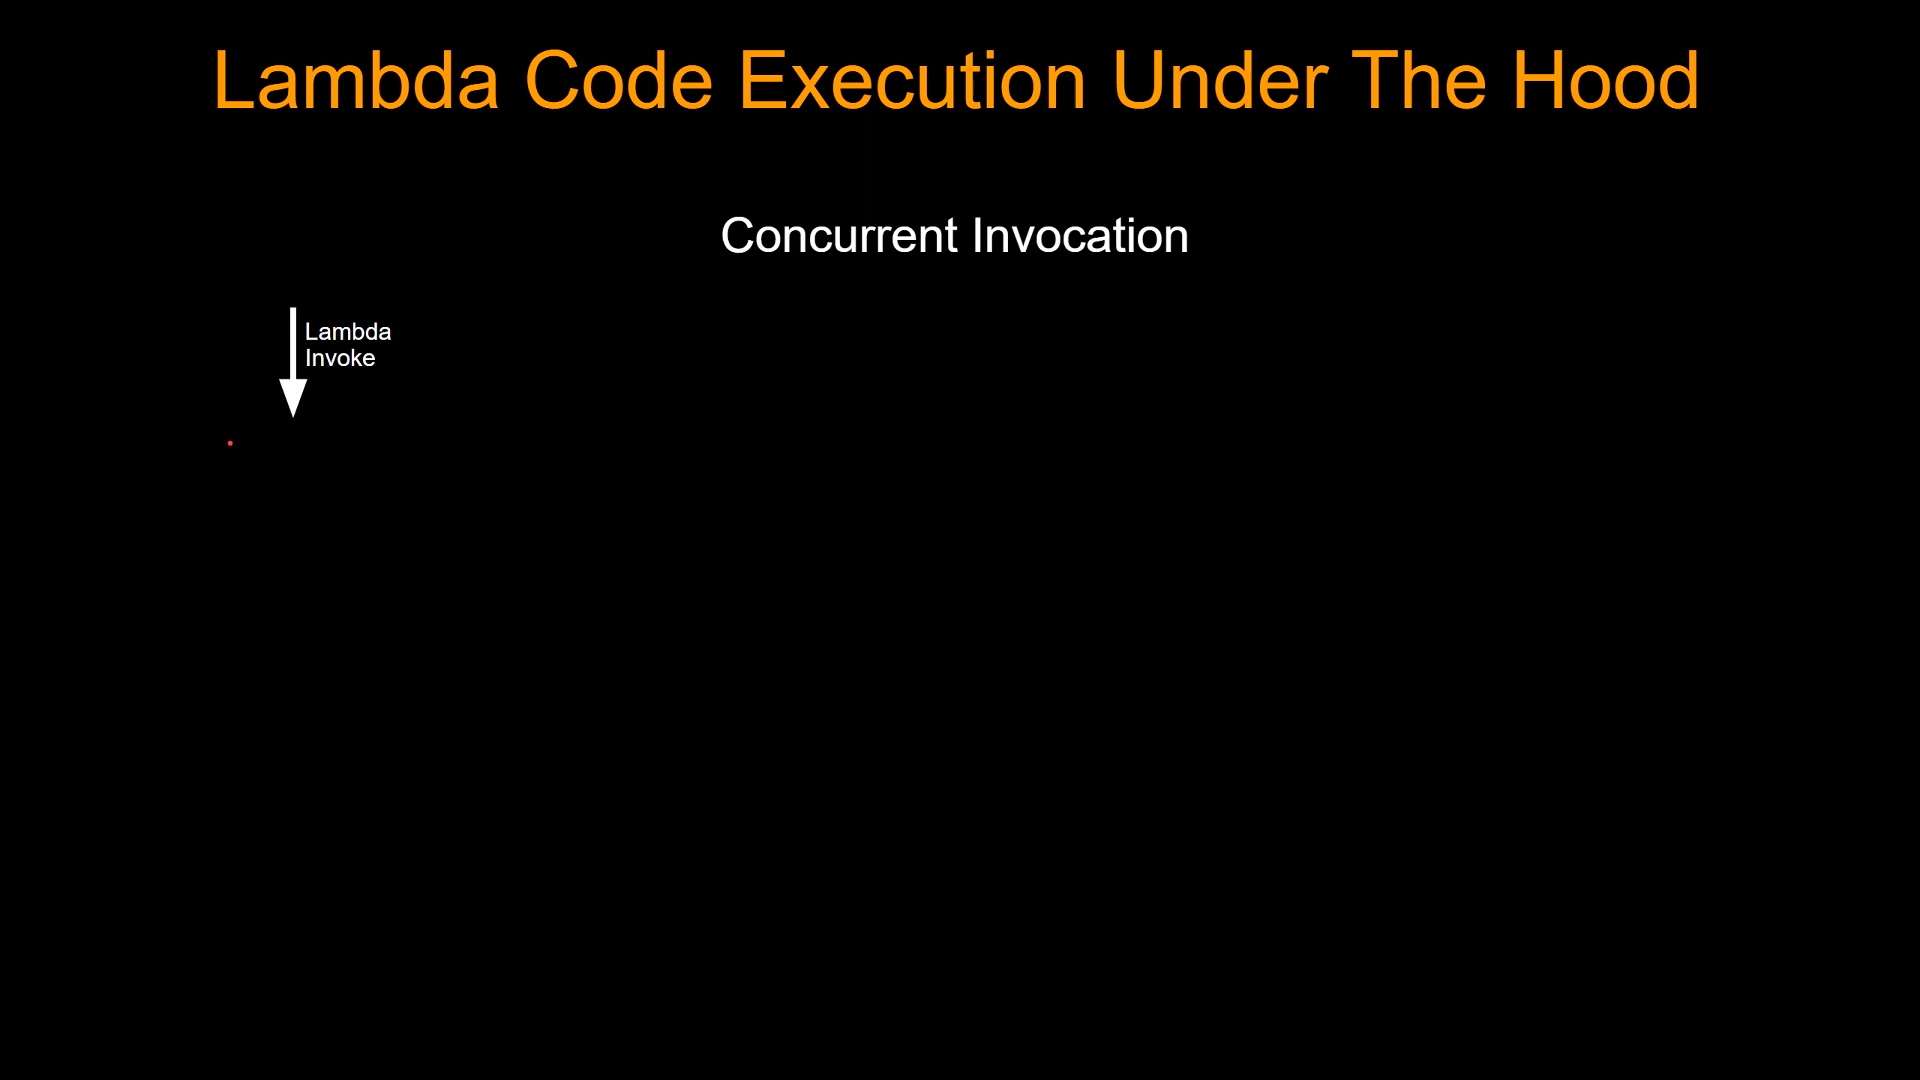 Lambda Code Execution Under The Hood
Concurrent Invocation
Lambda
Invoke